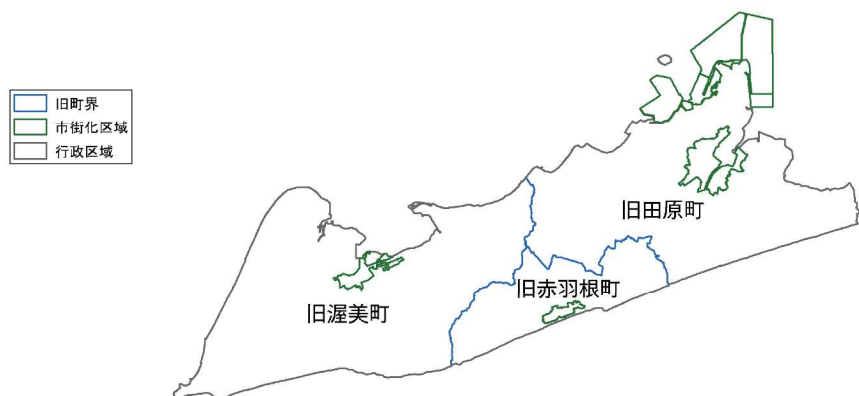 旧町界
市街化区域
行政区域
旧田原町
旧赤羽根町
旧渥美町